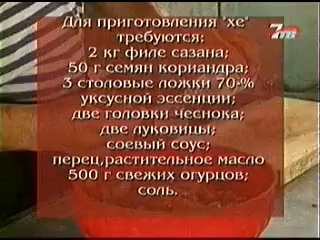 7ТВ
Для приготовления "хе"
требуются:
2 кг филе сазана;
50 г семян кориандра;
3 столовые ложки 70-%
уксусной эссенции;
две головки чеснока;
две луковицы;
соевый соус;
перец,растительное масло
500 г свежих огурцов;
соль.